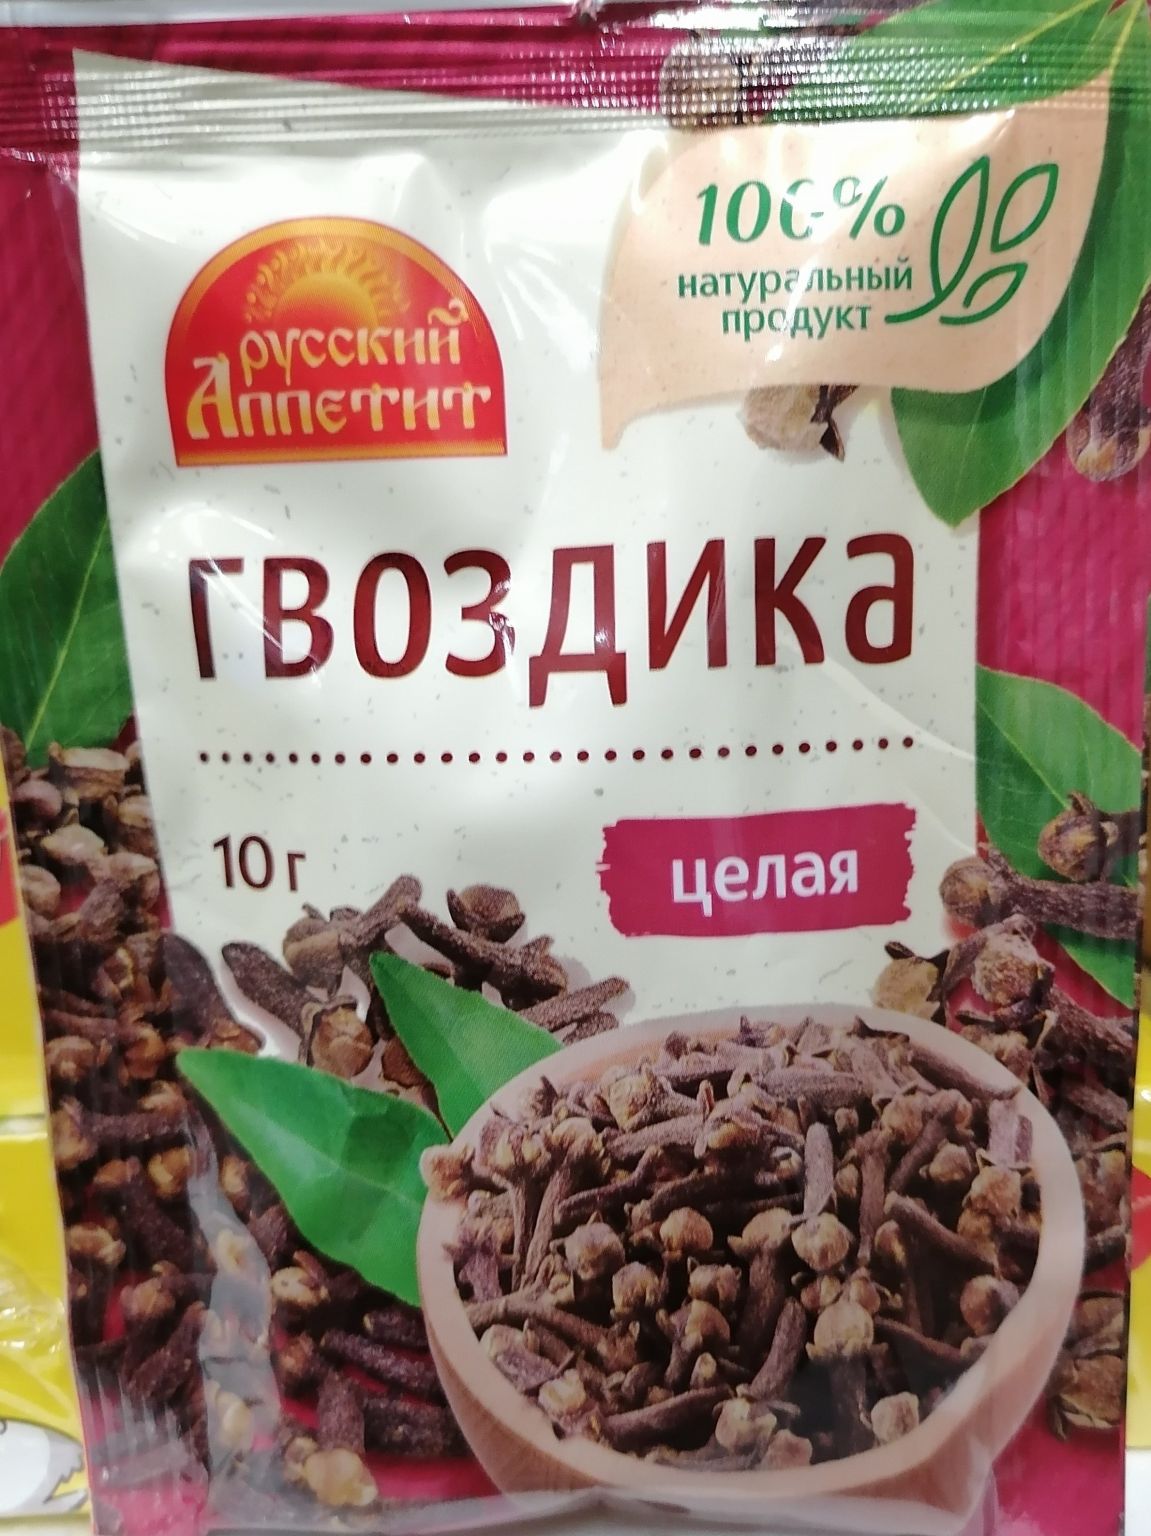 100%
натуральный
продукт
русский
Аппетит
гвоздика
10 г
целая